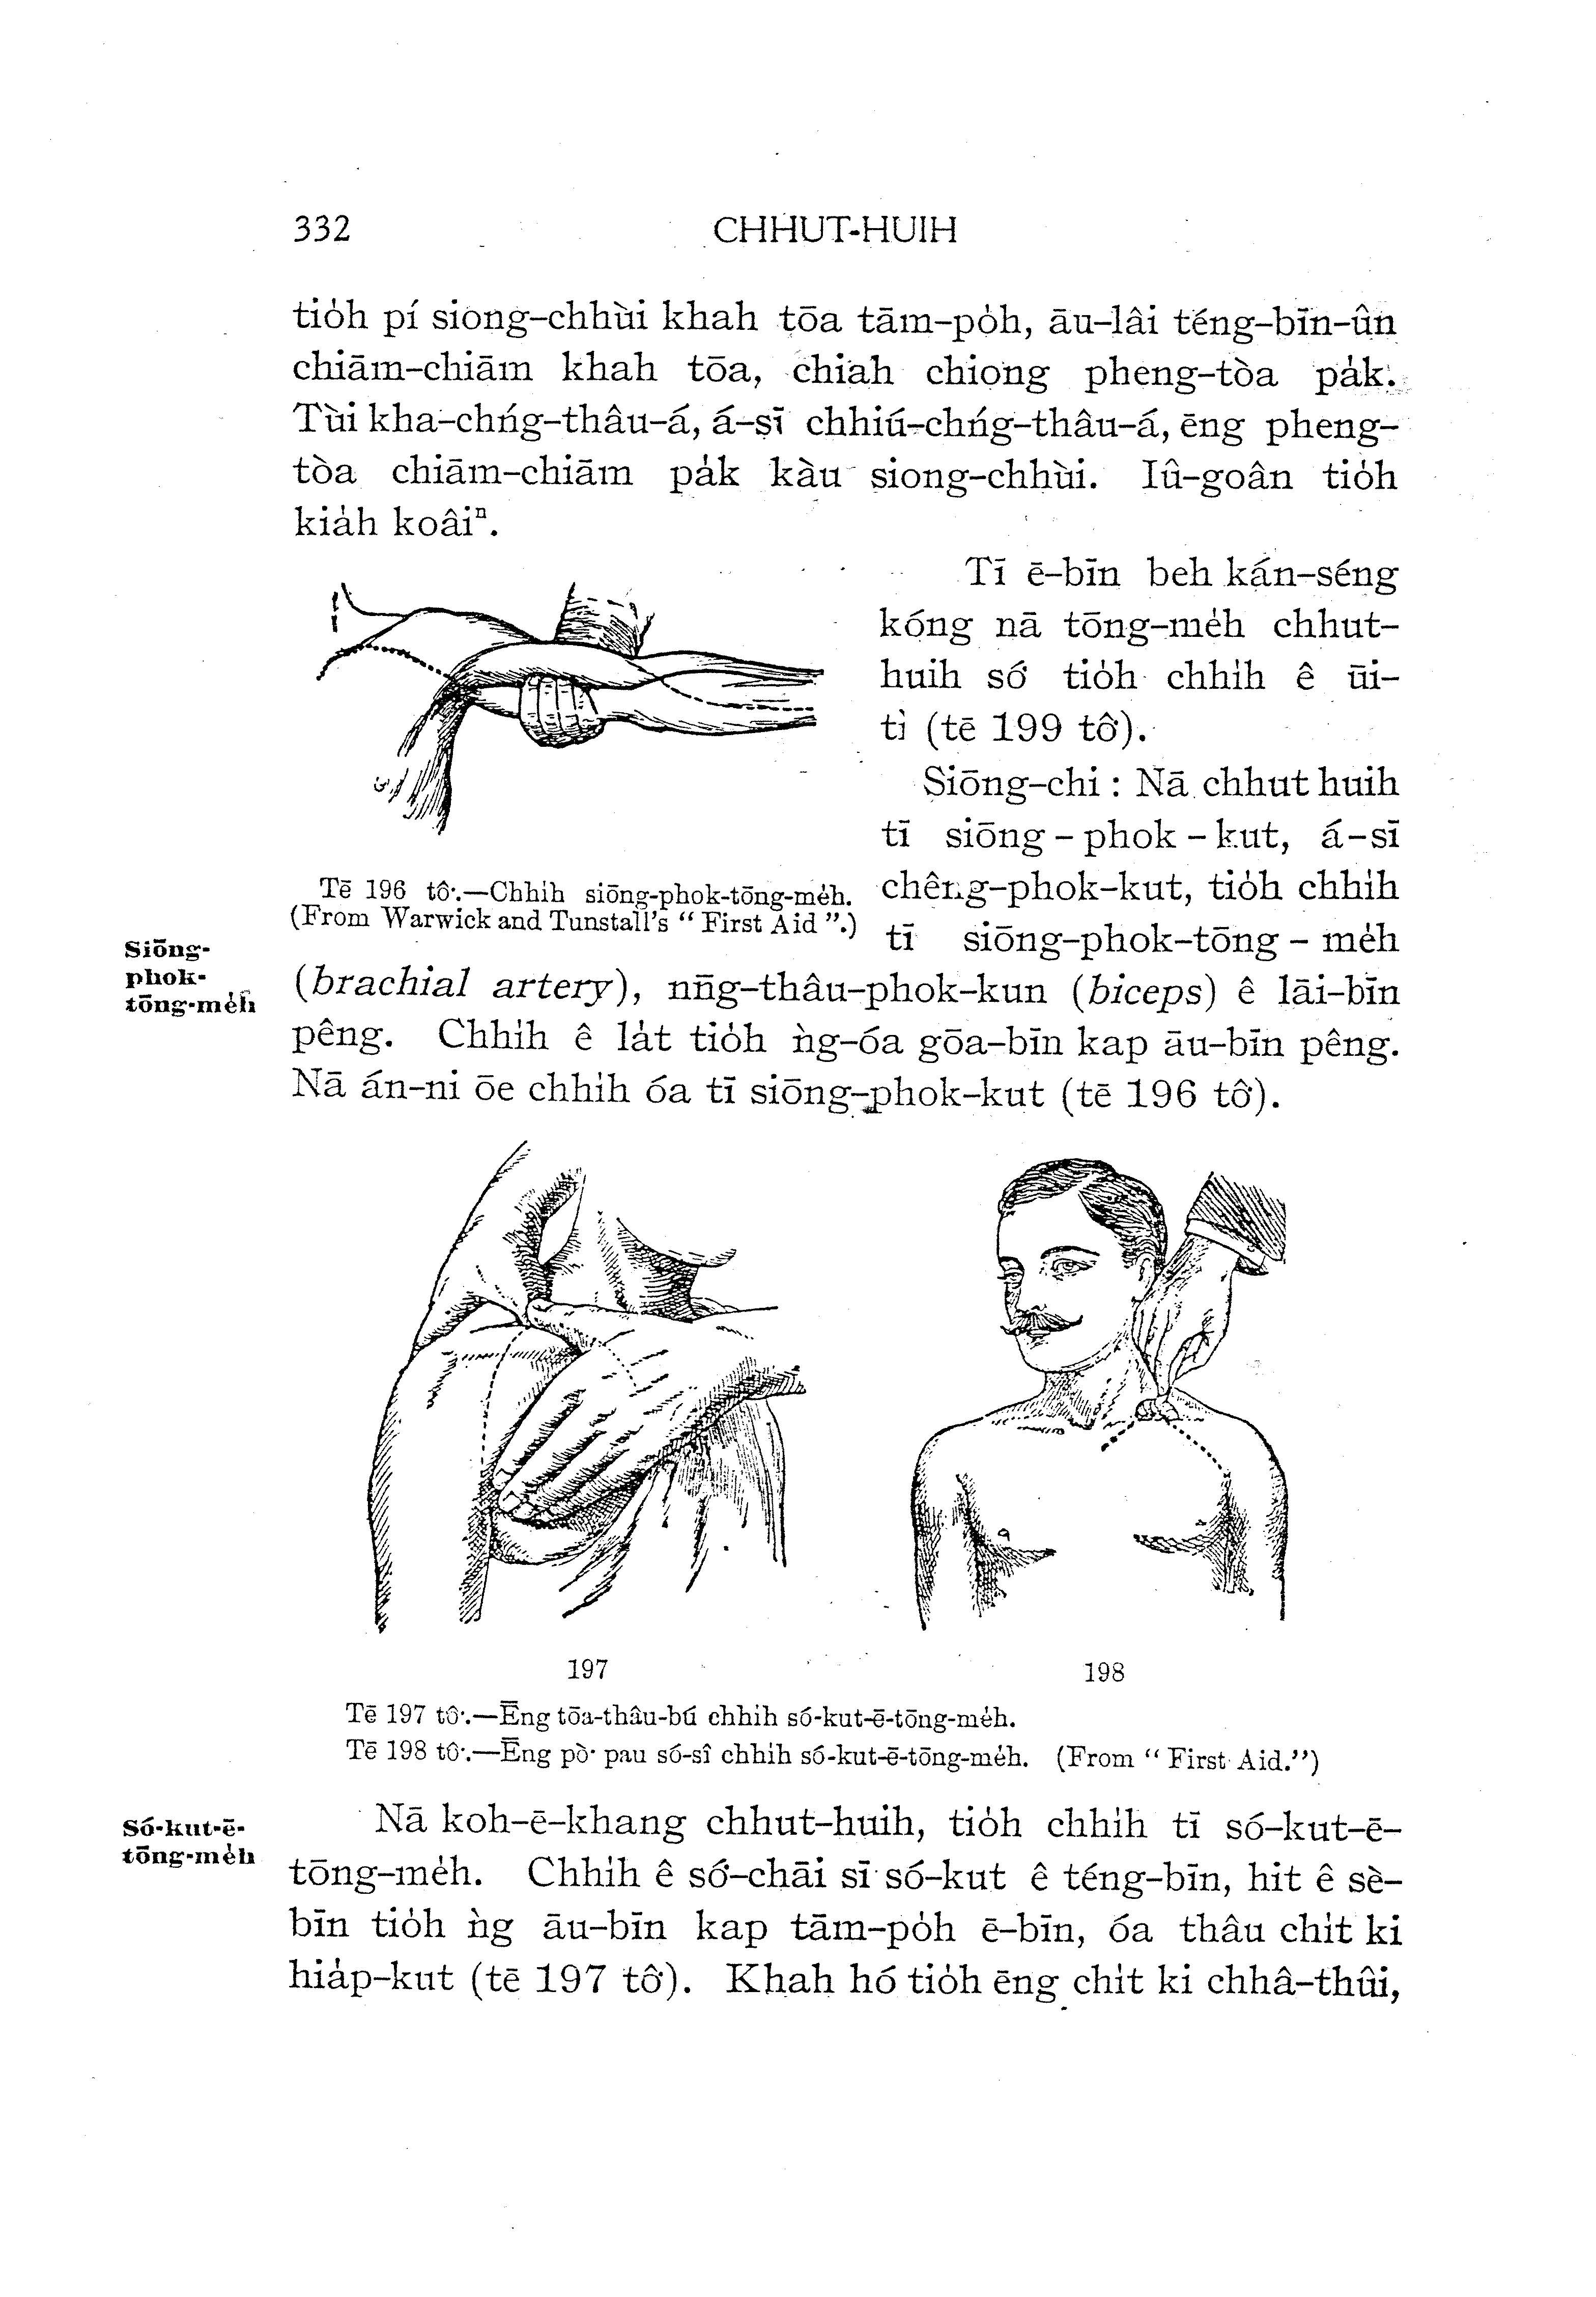 332 CHHUT-HUIH
tio̍h pí siong-chhùi khah tōa tām-po̍h, āu-lâi téng-bīn-ûn
chiām-chiām khah tōa, chiah chiong pheng-tòa pa̍k.
Tùi kha-chńg-thâu-á, á-sī chhiú-chńg-thâu-á, ēng pheng-
tòa chiām-chiām pa̍k kàu siong-chhùi. Iû-goân tio̍h
kia̍h koâiⁿ.
Tī ē-bīn beh kán-séng
kóng nā tōng-me̍h chhut-
huih só͘ tio̍h chhi̍h ê ūi-
tì (tē 199 tô͘).
Siōng-chi : Nā chhut huih
tī siōng-phok-kut, á-sī
chêng-phok-kut, tio̍h chhi̍h
tī siōng-phok-tōng-me̍h
Tē 196 tô͘.—Chhi̍h siōng-phok-tōng-me̍h.
(From Warwick and Tunstall's “ First Aid ”.)
Siōng-
phok-
tōng-me̍h
(brachial artery), nn̄g-thâu-phok-kun (biceps) ê lāi-bīn
pêng. Chhi̍h ê la̍t tio̍h ǹg-óa gōa-bīn kap āu-bīn pêng.
Nā án-ni ōe chhi̍h óa tī siōng-phok-kut (tē 196 tô͘).
197 198
Tē 197 tô͘.—Ēng tōa-thâu-bú chhi̍h só-kut-ē-tōng-me̍h.
Tē 198 tô͘.—Ēng pò͘ pau só-sî chhi̍h só-kut-ē-tōng-me̍h. (From “ First Aid.”)
Só-kut-ē-
tōng-me̍h
Nā koh-ē-khang chhut-huih, tio̍h chhi̍h tī só-kut-ē-
tōng-me̍h. Chhi̍h ê só͘-chāi sī só-kut ê téng-bīn, hit ê sè-
bīn tio̍h ǹg āu-bīn kap tām-po̍h ē-bīn, óa thâu chi̍t ki
hia̍p-kut (tē 197 tô͘). Khah hó tio̍h ēng chi̍t ki chhâ-thûi,